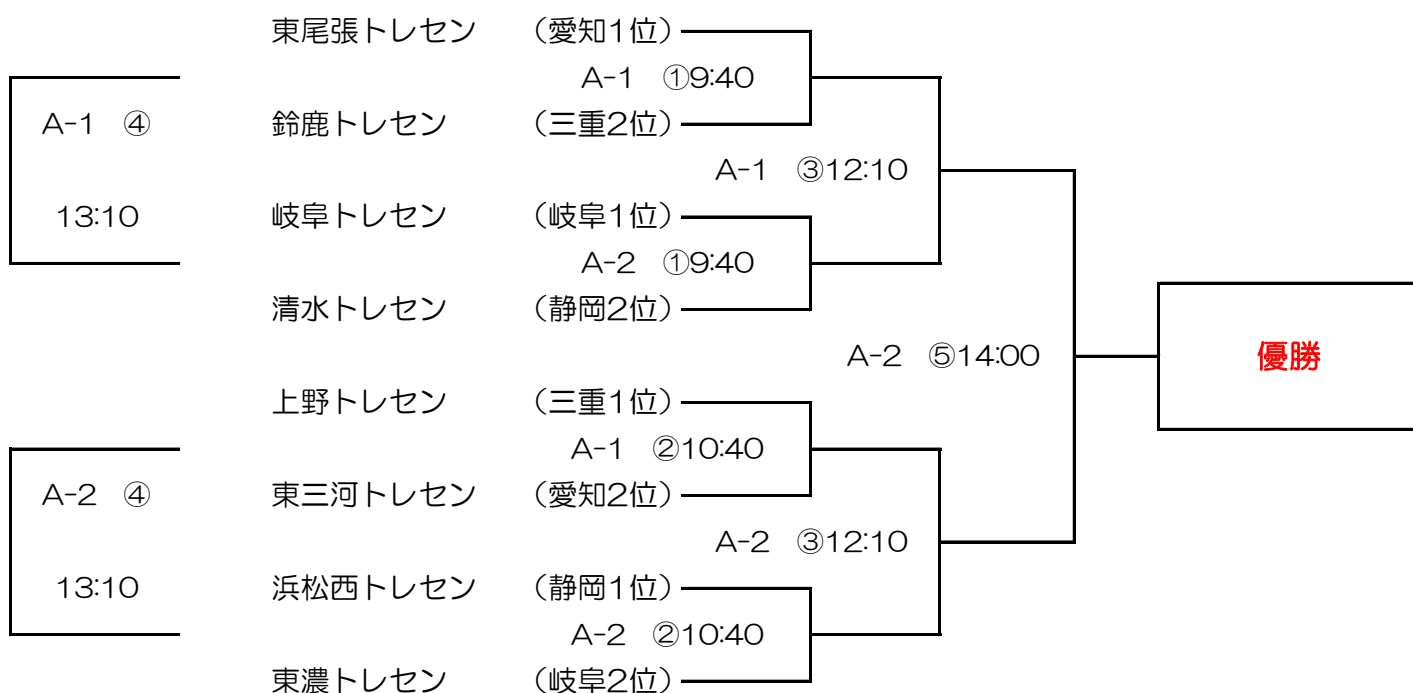 東尾張トレセン （愛知1位）
A-1 ①9:40
A-1 ④ 鈴鹿トレセン （三重2位）
A-1 ③12:10
13:10 岐阜トレセン （岐阜1位）
A-2 ①9:40
清水トレセン （静岡2位）
A-2 ⑤14:00 優勝
上野トレセン （三重1位）
A-1 ②10:40
A-2 ④ 東三河トレセン （愛知2位）
A-2 ③12:10
13:10 浜松西トレセン （静岡1位）
A-2 ②10:40
東濃トレセン （岐阜2位）